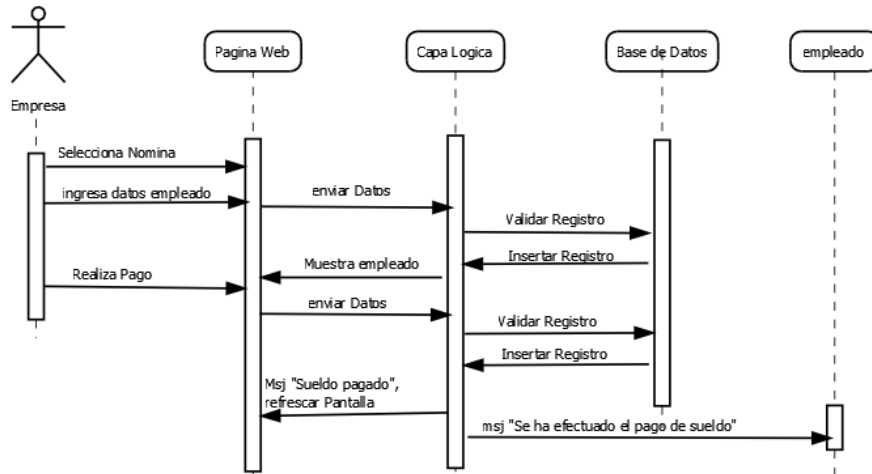 Pagina Web
Capa Logica
Base de Datos
empleado
Empresa
Selecciona Nomina
ingresa datos empleado
enviar Datos
Validar Registro
Insertar Registro
Muestra empleado
Realiza Pago
enviar Datos
Validar Registro
Insertar Registro
Msj "Sueldo pagado",
refrescar Pantalla
msj "Se ha efectuado el pago de sueldo"